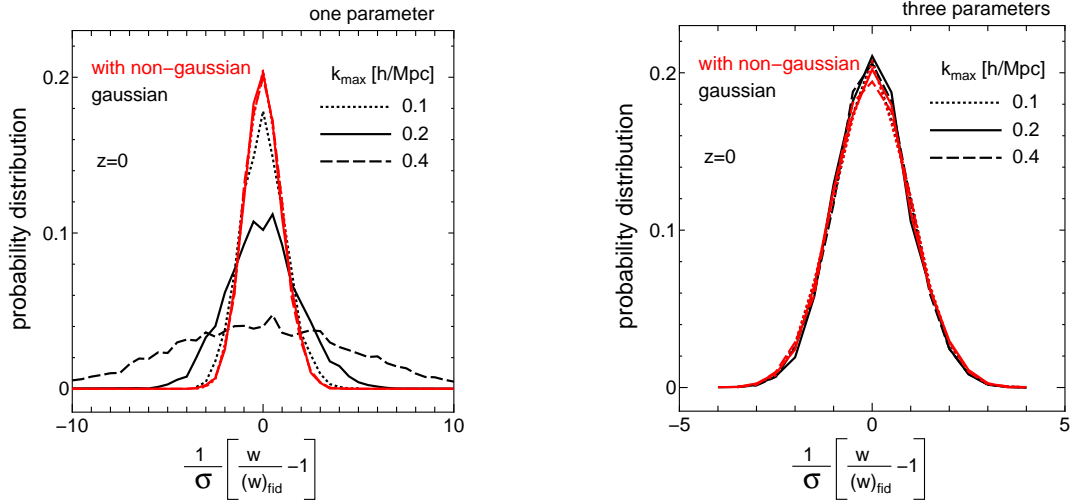 one parameter
with non-gaussian
gaussian
k_max [h/Mpc]
0.1
0.2
0.4
z=0
probability distribution
0.2
0.1
0
-10
0
10
1/σ [ w/(w)_fid -1 ]
three parameters
with non-gaussian
gaussian
k_max [h/Mpc]
0.1
0.2
0.4
z=0
probability distribution
0.2
0.1
0
-5
0
5
1/σ [ w/(w)_fid -1 ]